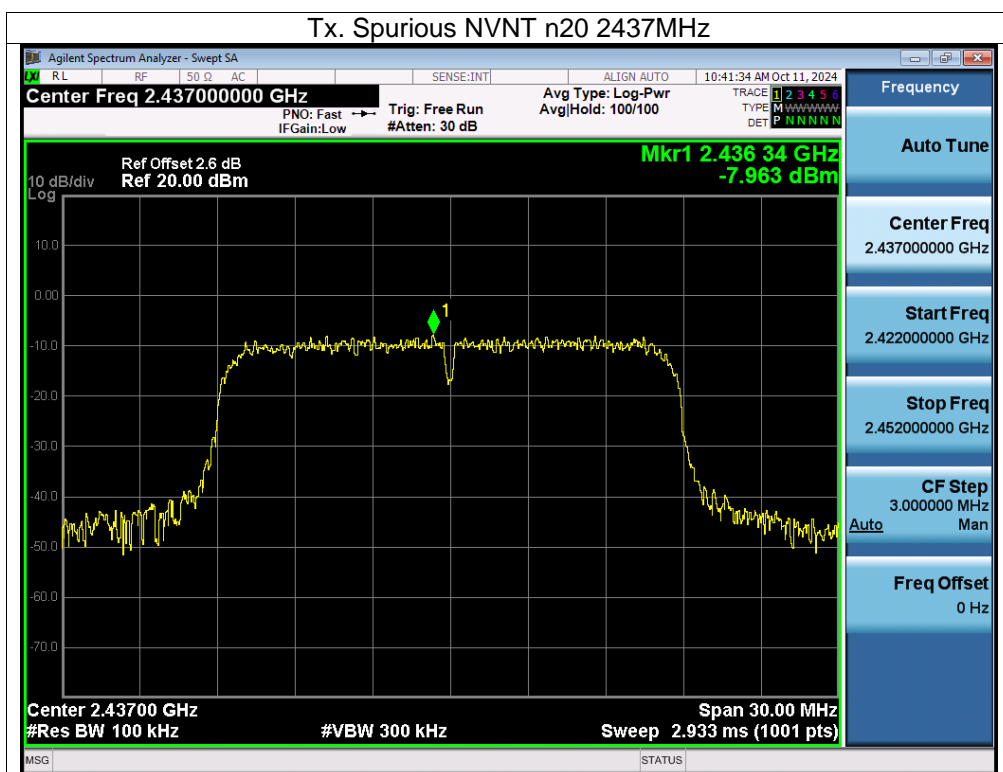 Tx. Spurious NVNT n20 2437MHz
Agilent Spectrum Analyzer - Swept SA
LXI RL RF 50 Ω AC SENSE:INT ALIGN AUTO 10:41:34 AM Oct 11, 2024
Center Freq 2.437000000 GHz
PNO: Fast
IFGain:Low
Trig: Free Run
#Atten: 30 dB
Avg Type: Log-Pwr
Avg|Hold: 100/100
TRACE 1 2 3 4 5 6
TYPE M WWWWW
DET P N N N N N
Ref Offset 2.6 dB
10 dB/div Ref 20.00 dBm
Log
Mkr1 2.436 34 GHz
-7.963 dBm
10.0
0.00
-10.0
-20.0
-30.0
-40.0
-50.0
-60.0
-70.0
1
Center 2.43700 GHz Span 30.00 MHz
#Res BW 100 kHz #VBW 300 kHz Sweep 2.933 ms (1001 pts)
MSG STATUS
Frequency
Auto Tune
Center Freq
2.437000000 GHz
Start Freq
2.422000000 GHz
Stop Freq
2.452000000 GHz
CF Step
3.000000 MHz
Auto Man
Freq Offset
0 Hz